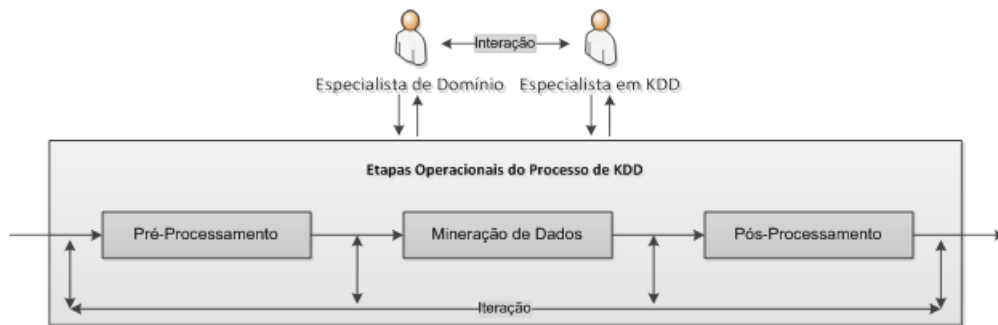 Interação
Especialista de Domínio Especialista em KDD
Etapas Operacionais do Processo de KDD
Pré-Processamento Mineração de Dados Pós-Processamento
Iteração